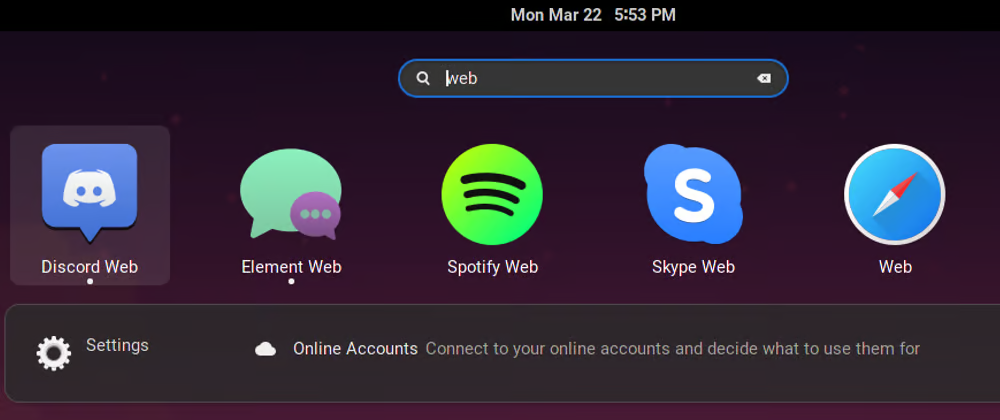 Mon Mar 22 5:53 PM
web
Discord Web
Element Web
Spotify Web
S
Skype Web
Web
Settings
Online Accounts Connect to your online accounts and decide what to use them for